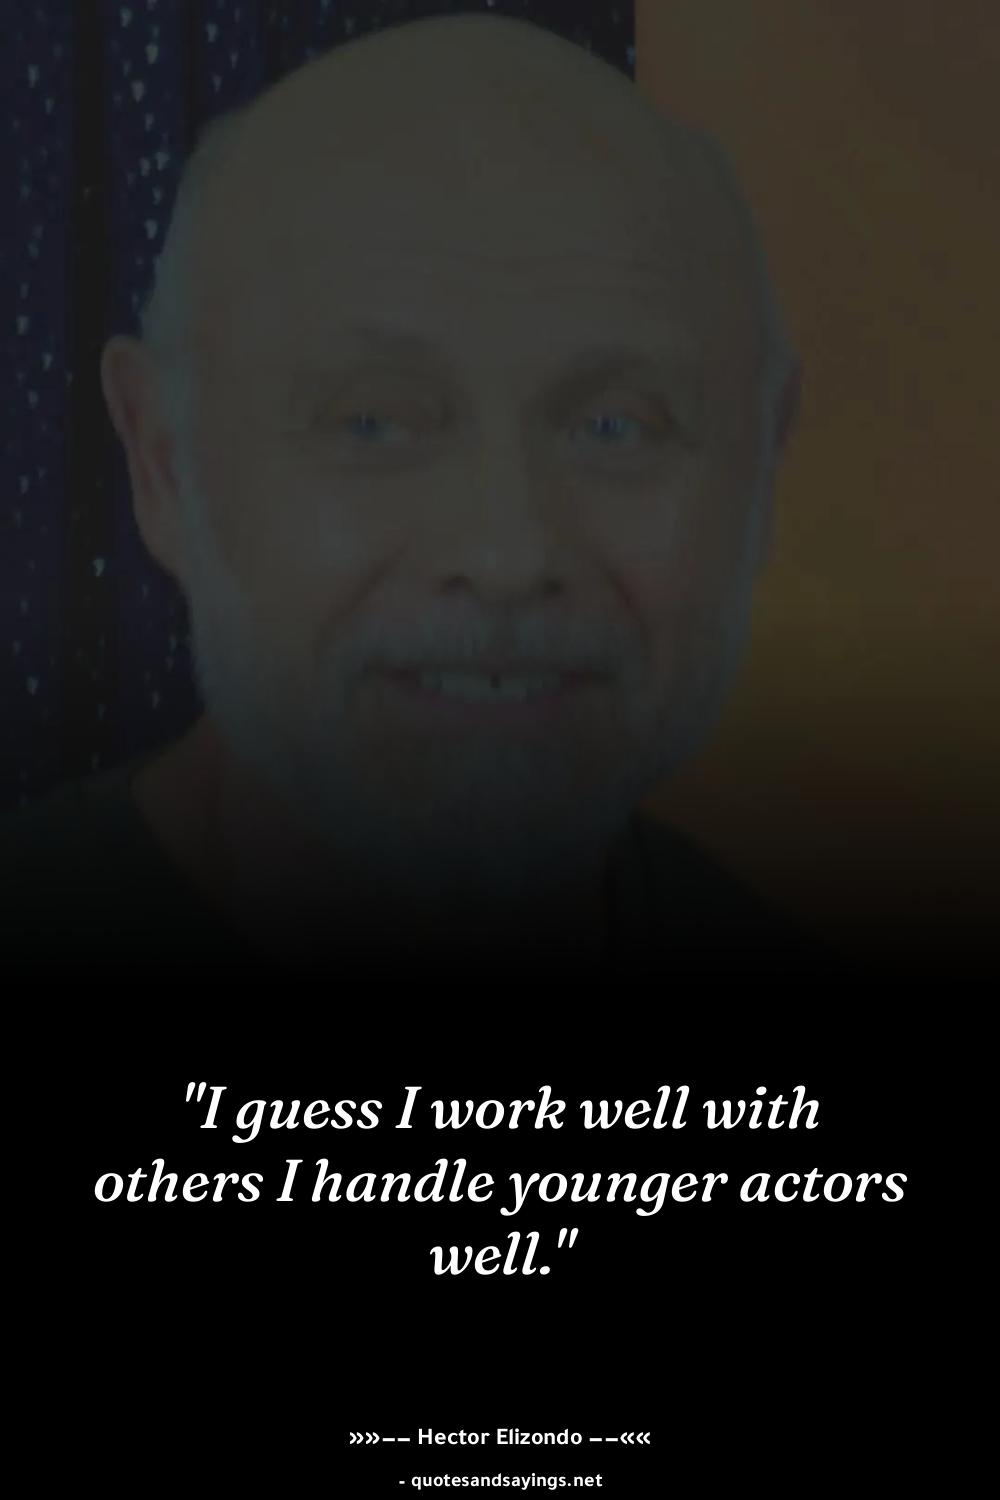 "I guess I work well with
others I handle younger actors
well."
»»−− Hector Elizondo −−««
- quotesandsayings.net